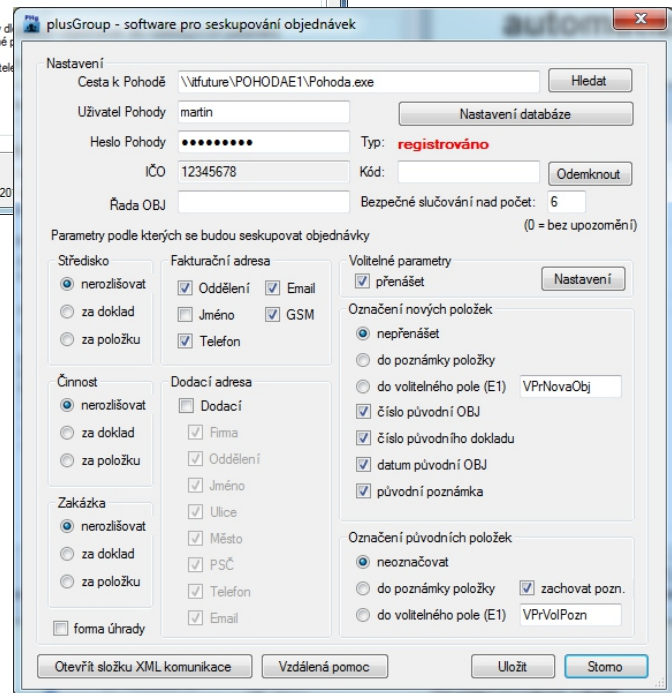 plusGroup - software pro seskupování objednávek
Nastavení
Cesta k Pohodě \\itfuture\POHODAE1\Pohoda.exe Hledat
Uživatel Pohody martin Nastavení databáze
Heslo Pohody ●●●●●●●●● Typ: registrováno
IČO 12345678 Kód: Odemknout
Řada OBJ Bezpečné slučování nad počet: 6
(0 = bez upozornění)
Parametry podle kterých se budou seskupovat objednávky
Středisko
nerozlišovat
za doklad
za položku
Fakturační adresa
Oddělení Email
Jméno GSM
Telefon
Volitelné parametry
přenášet Nastavení
Označení nových položek
nepřenášet
do poznámky položky
do volitelného pole (E1) VPrNovaObj
číslo původní OBJ
číslo původního dokladu
datum původní OBJ
původní poznámka
Činnost
nerozlišovat
za doklad
za položku
Dodací adresa
Dodací
Firma
Oddělení
Jméno
Ulice
Město
PSČ
Telefon
Email
Zakázka
nerozlišovat
za doklad
za položku
forma úhrady
Označení původních položek
neoznačovat
do poznámky položky zachovat pozn.
do volitelného pole (E1) VPrVolPozn
Otevřít složku XML komunikace Vzdálená pomoc Uložit Storno